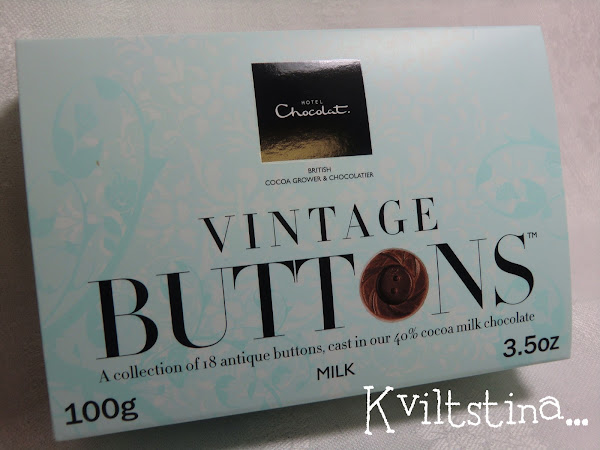 HOTEL
Chocolat.
BRITISH
COCOA GROWER & CHOCOLATIER
VINTAGE
BUTTONS™
A collection of 18 antique buttons, cast in our 40% cocoa milk chocolate
MILK
100g
3.5oz
Kviltstina...